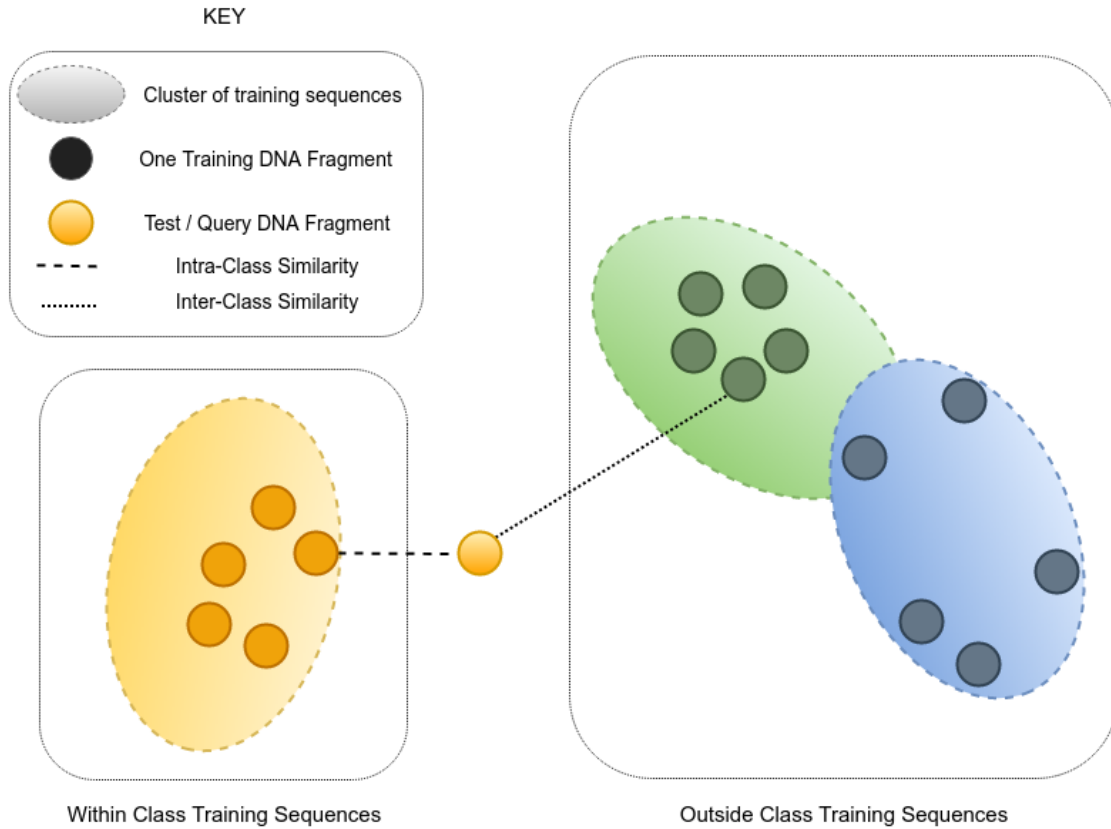 KEY
Cluster of training sequences
One Training DNA Fragment
Test / Query DNA Fragment
Intra-Class Similarity
Inter-Class Similarity
Within Class Training Sequences
Outside Class Training Sequences